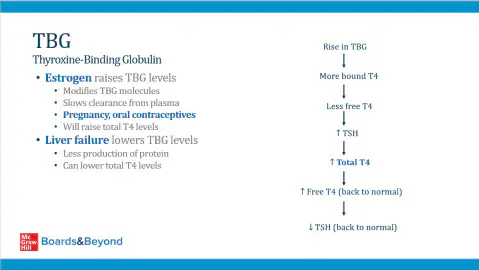 TBG
Thyroxine-Binding Globulin
• Estrogen raises TBG levels
• Modifies TBG molecules
• Slows clearance from plasma
• Pregnancy, oral contraceptives
• Will raise total T4 levels
• Liver failure lowers TBG levels
• Less production of protein
• Can lower total T4 levels
Rise in TBG
More bound T4
Less free T4
↑TSH
↑Total T4
↑Free T4 (back to normal)
↓TSH (back to normal)
Mc
Graw
Hill
Boards&Beyond